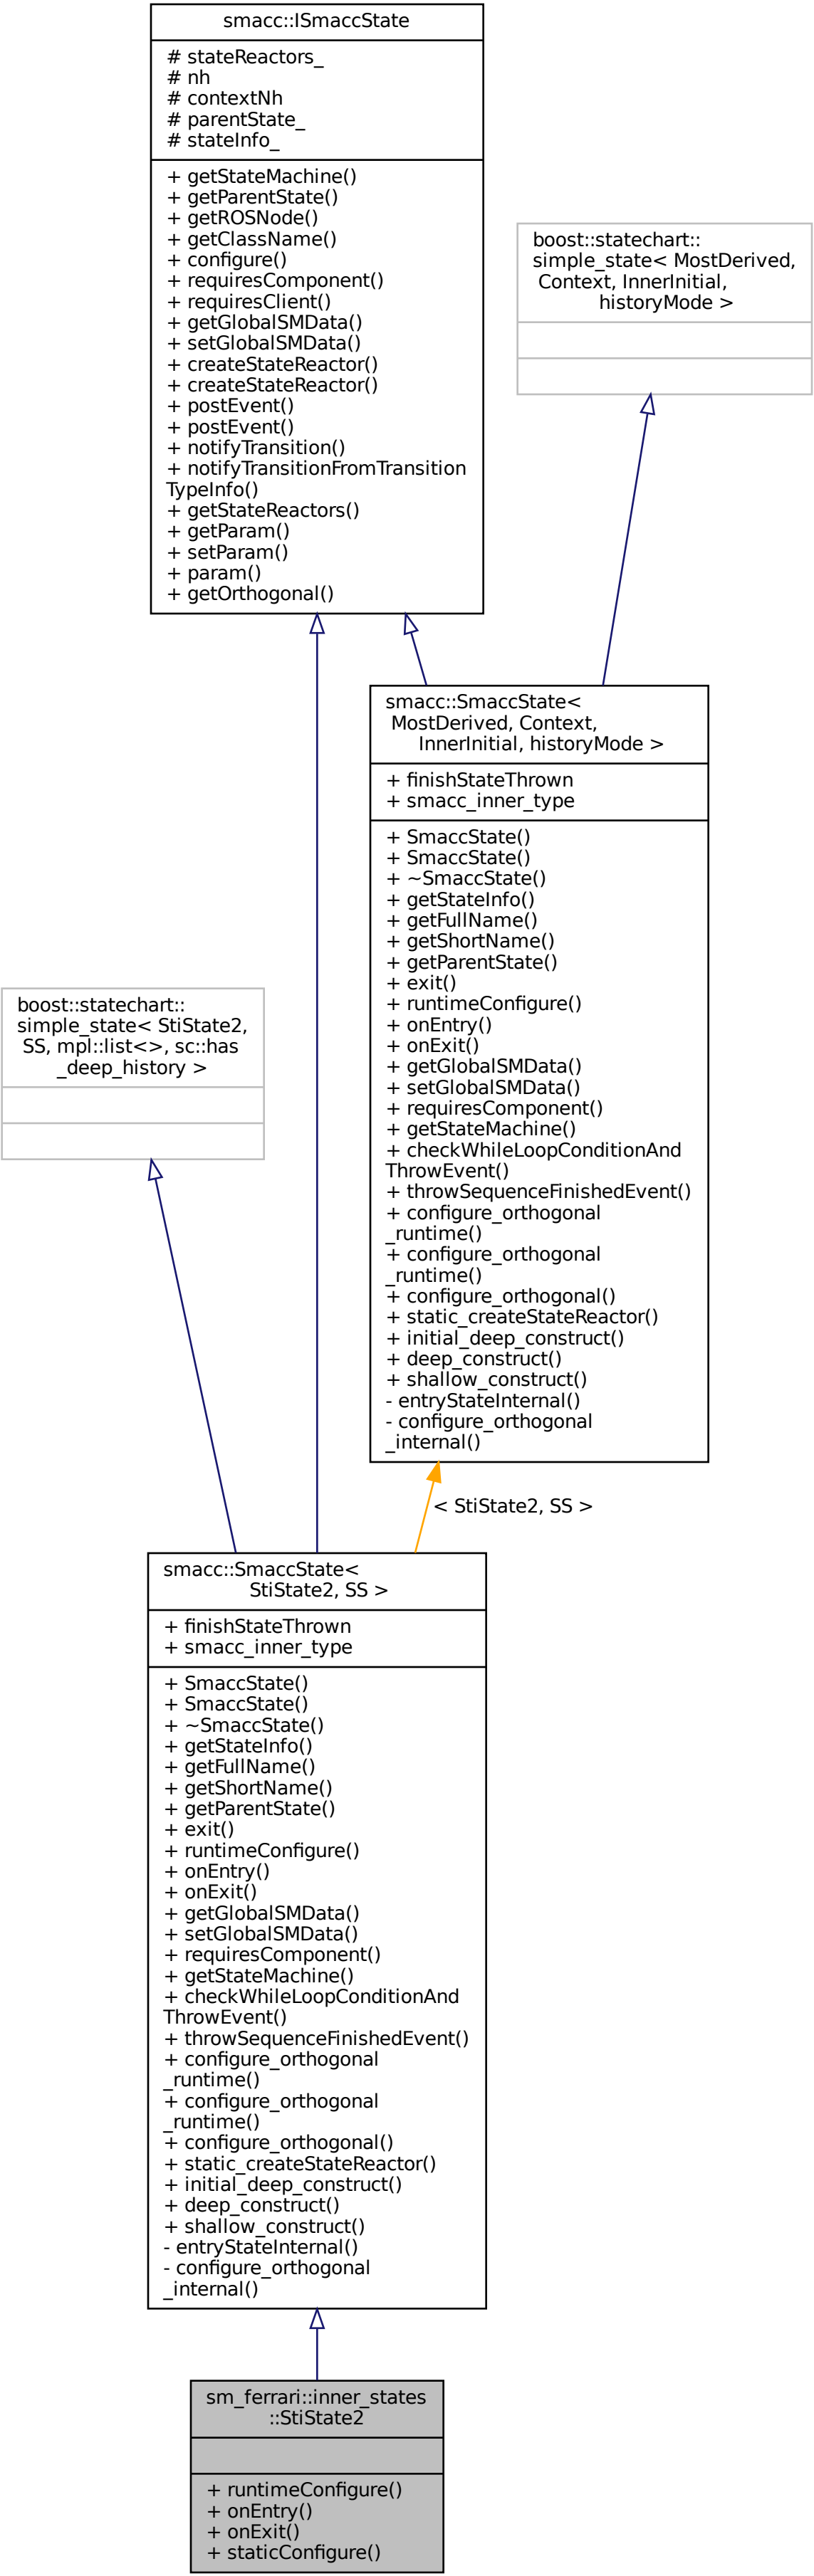 smacc::ISmaccState
# stateReactors_
# nh
# contextNh
# parentState_
# stateInfo_
+ getStateMachine()
+ getParentState()
+ getROSNode()
+ getClassName()
+ configure()
+ requiresComponent()
+ requiresClient()
+ getGlobalSMData()
+ setGlobalSMData()
+ createStateReactor()
+ createStateReactor()
+ postEvent()
+ postEvent()
+ notifyTransition()
+ notifyTransitionFromTransition
TypeInfo()
+ getStateReactors()
+ getParam()
+ setParam()
+ param()
+ getOrthogonal()
boost::statechart::
simple_state< MostDerived,
Context, InnerInitial,
historyMode >
smacc::SmaccState<
MostDerived, Context,
InnerInitial, historyMode >
+ finishStateThrown
+ smacc_inner_type
+ SmaccState()
+ SmaccState()
+ ~SmaccState()
+ getStateInfo()
+ getFullName()
+ getShortName()
+ getParentState()
+ exit()
+ runtimeConfigure()
+ onEntry()
+ onExit()
+ getGlobalSMData()
+ setGlobalSMData()
+ requiresComponent()
+ getStateMachine()
+ checkWhileLoopConditionAnd
ThrowEvent()
+ throwSequenceFinishedEvent()
+ configure_orthogonal
_runtime()
+ configure_orthogonal
_runtime()
+ configure_orthogonal()
+ static_createStateReactor()
+ initial_deep_construct()
+ deep_construct()
+ shallow_construct()
- entryStateInternal()
- configure_orthogonal
_internal()
boost::statechart::
simple_state< StiState2,
SS, mpl::list<>, sc::has
_deep_history >
< StiState2, SS >
smacc::SmaccState<
StiState2, SS >
+ finishStateThrown
+ smacc_inner_type
+ SmaccState()
+ SmaccState()
+ ~SmaccState()
+ getStateInfo()
+ getFullName()
+ getShortName()
+ getParentState()
+ exit()
+ runtimeConfigure()
+ onEntry()
+ onExit()
+ getGlobalSMData()
+ setGlobalSMData()
+ requiresComponent()
+ getStateMachine()
+ checkWhileLoopConditionAnd
ThrowEvent()
+ throwSequenceFinishedEvent()
+ configure_orthogonal
_runtime()
+ configure_orthogonal
_runtime()
+ configure_orthogonal()
+ static_createStateReactor()
+ initial_deep_construct()
+ deep_construct()
+ shallow_construct()
- entryStateInternal()
- configure_orthogonal
_internal()
sm_ferrari::inner_states
::StiState2
+ runtimeConfigure()
+ onEntry()
+ onExit()
+ staticConfigure()